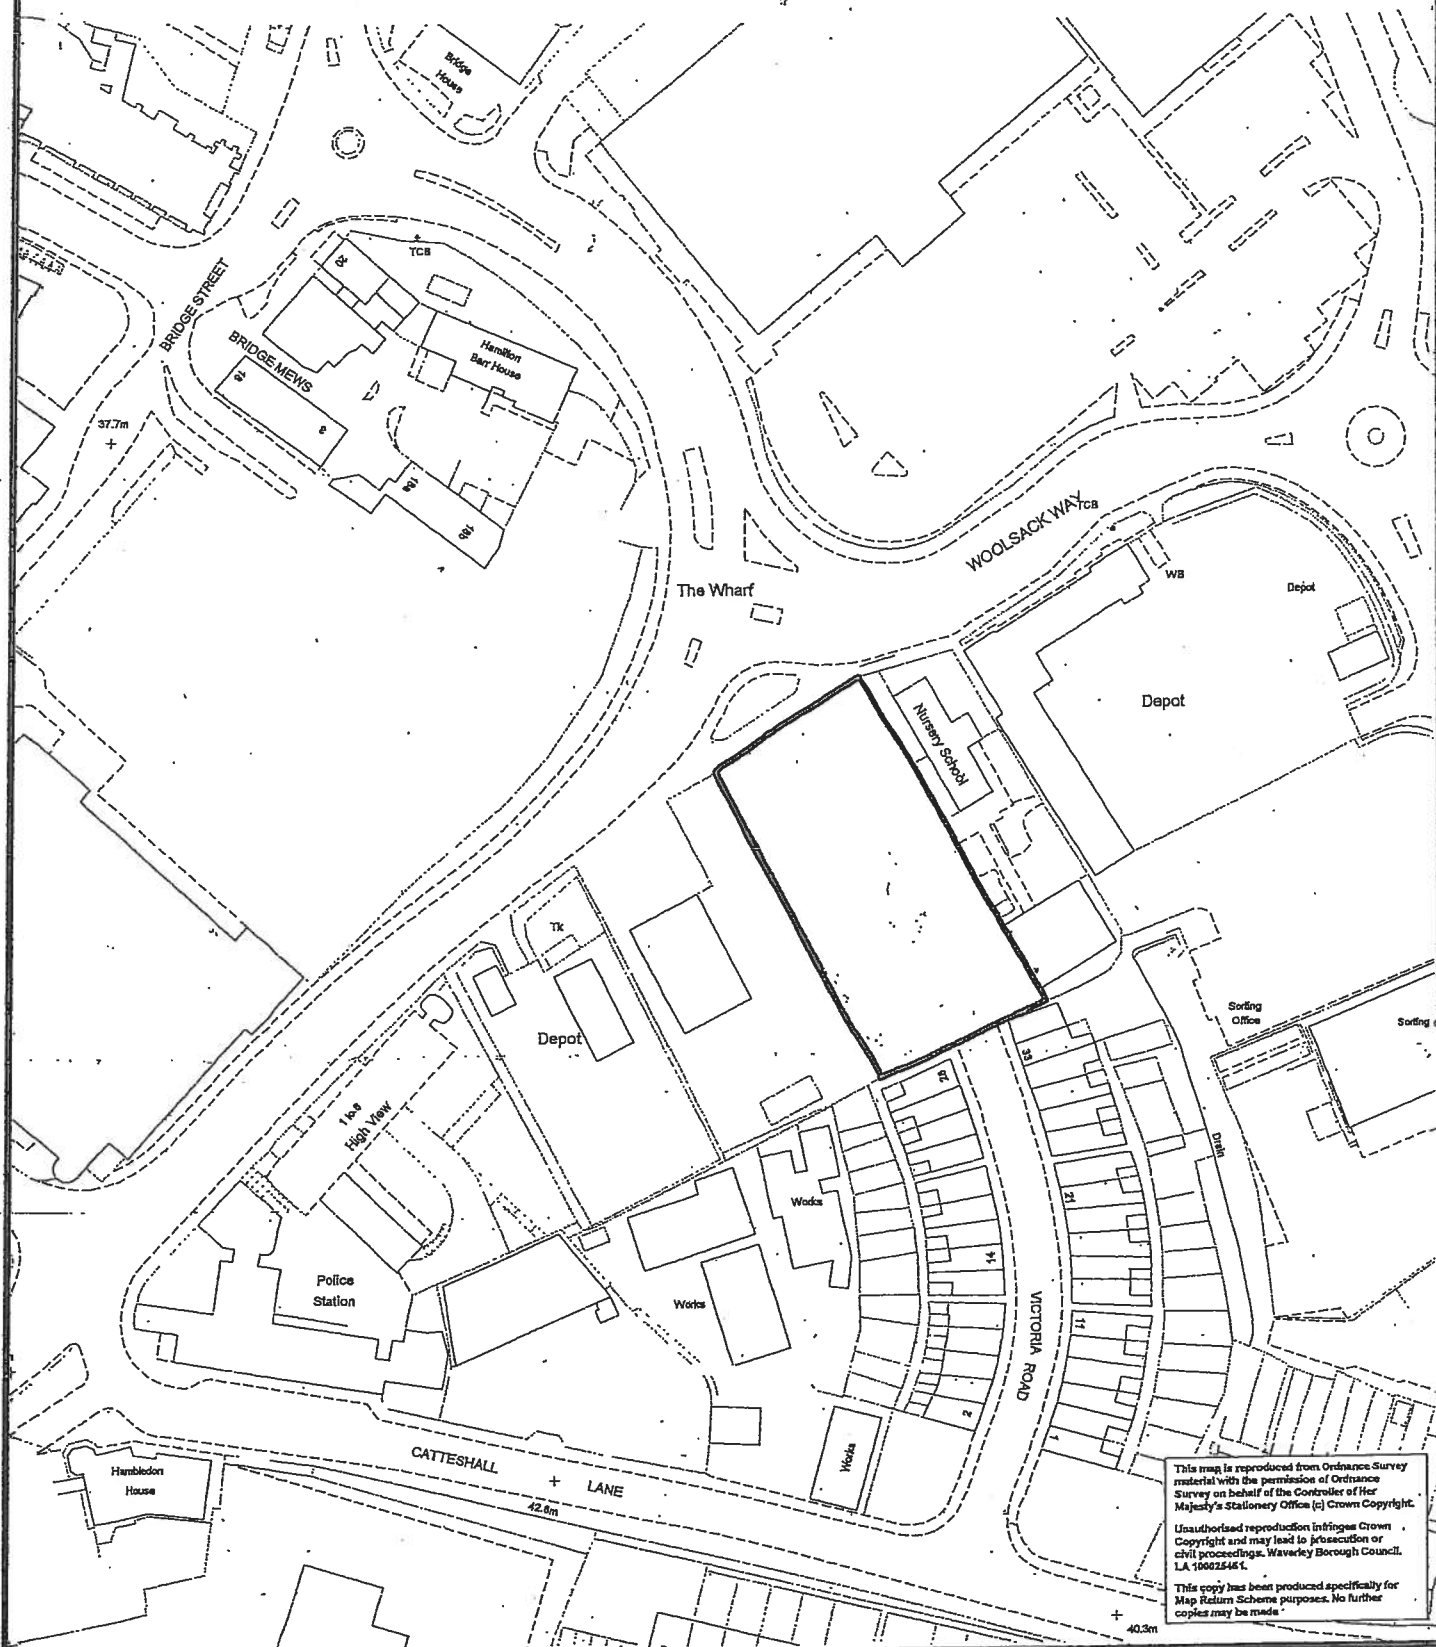 Bridge
House
TCB
20
BRIDGE STREET
BRIDGE MEWS
Hamilton
Barr House
37.7m
3
18a
18b
WOOLSACK WAY
TCB
The Wharf
WB
Depot
Depot
Nursery School
Tk
Depot
Sorting
Office
Sorting
33
28
1 to 8
High View
Drain
Works
21
14
Police
Station
Works
VICTORIA ROAD
11
2
1
CATTESHALL LANE
Works
Hambledon
House
42.6m
This map is reproduced from Ordnance Survey
material with the permission of Ordnance
Survey on behalf of the Controller of Her
Majesty's Stationery Office (c) Crown Copyright.
Unauthorised reproduction infringes Crown
Copyright and may lead to prosecution or
civil proceedings. Waverley Borough Council.
LA 100025451.
This copy has been produced specifically for
Map Return Scheme purposes. No further
copies may be made
40.3m